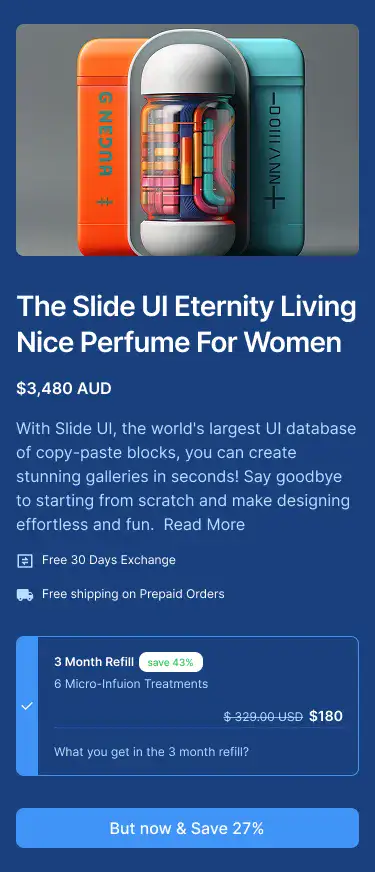 The Slide UI Eternity Living
Nice Perfume For Women
$3,480 AUD
With Slide UI, the world's largest UI database
of copy-paste blocks, you can create
stunning galleries in seconds! Say goodbye
to starting from scratch and make designing
effortless and fun.  Read More
Free 30 Days Exchange
Free shipping on Prepaid Orders
3 Month Refill save 43%
6 Micro-Infuion Treatments
$ 329.00 USD $180
What you get in the 3 month refill?
But now & Save 27%